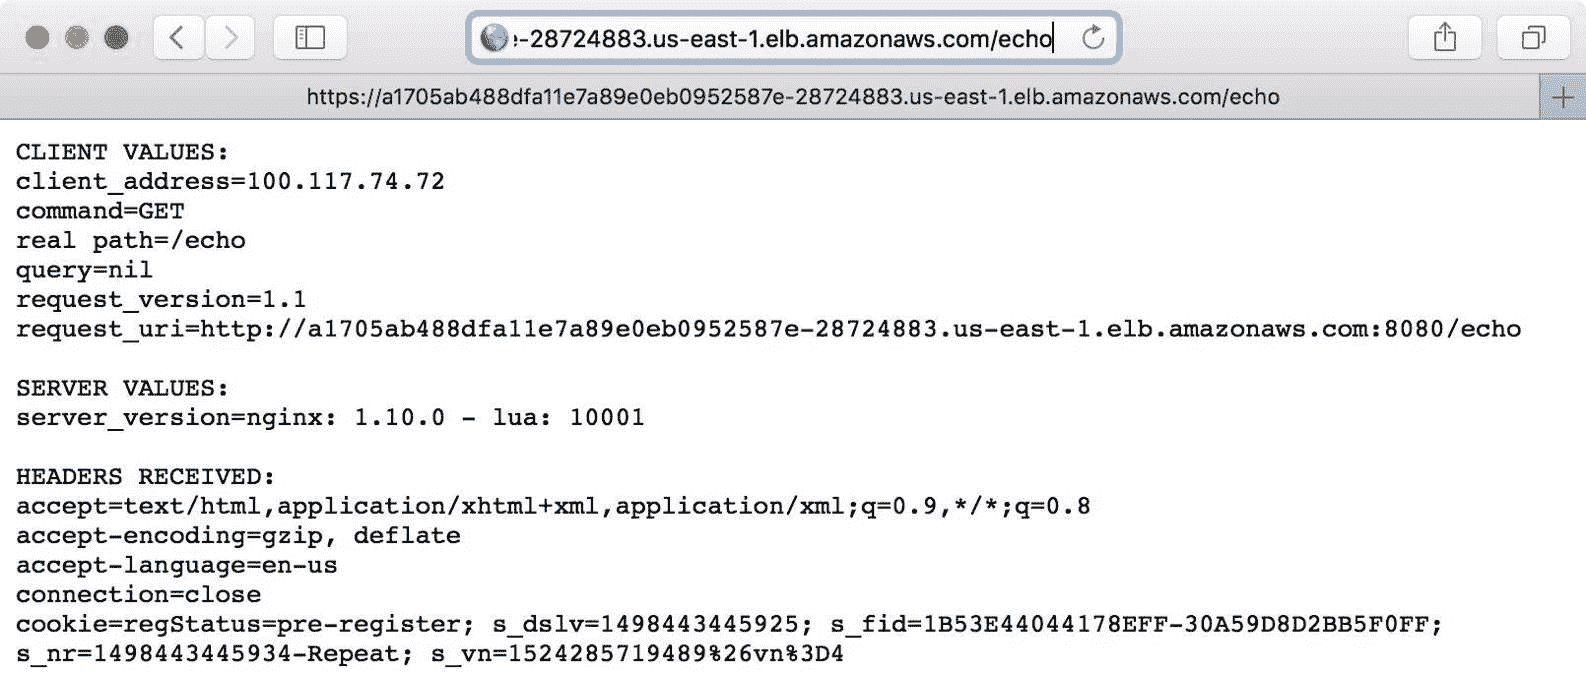 :-28724883.us-east-1.elb.amazonaws.com/echo
https://a1705ab488dfa11e7a89e0eb0952587e-28724883.us-east-1.elb.amazonaws.com/echo
CLIENT VALUES:
client_address=100.117.74.72
command=GET
real path=/echo
query=nil
request_version=1.1
request_uri=http://a1705ab488dfa11e7a89e0eb0952587e-28724883.us-east-1.elb.amazonaws.com:8080/echo
SERVER VALUES:
server_version=nginx: 1.10.0 - lua: 10001
HEADERS RECEIVED:
accept=text/html,application/xhtml+xml,application/xml;q=0.9,*/*;q=0.8
accept-encoding=gzip, deflate
accept-language=en-us
connection=close
cookie=regStatus=pre-register; s_dslv=1498443445925; s_fid=1B53E44044178EFF-30A59D8D2BB5F0FF;
s_nr=1498443445934-Repeat; s_vn=1524285719489%26vn%3D4